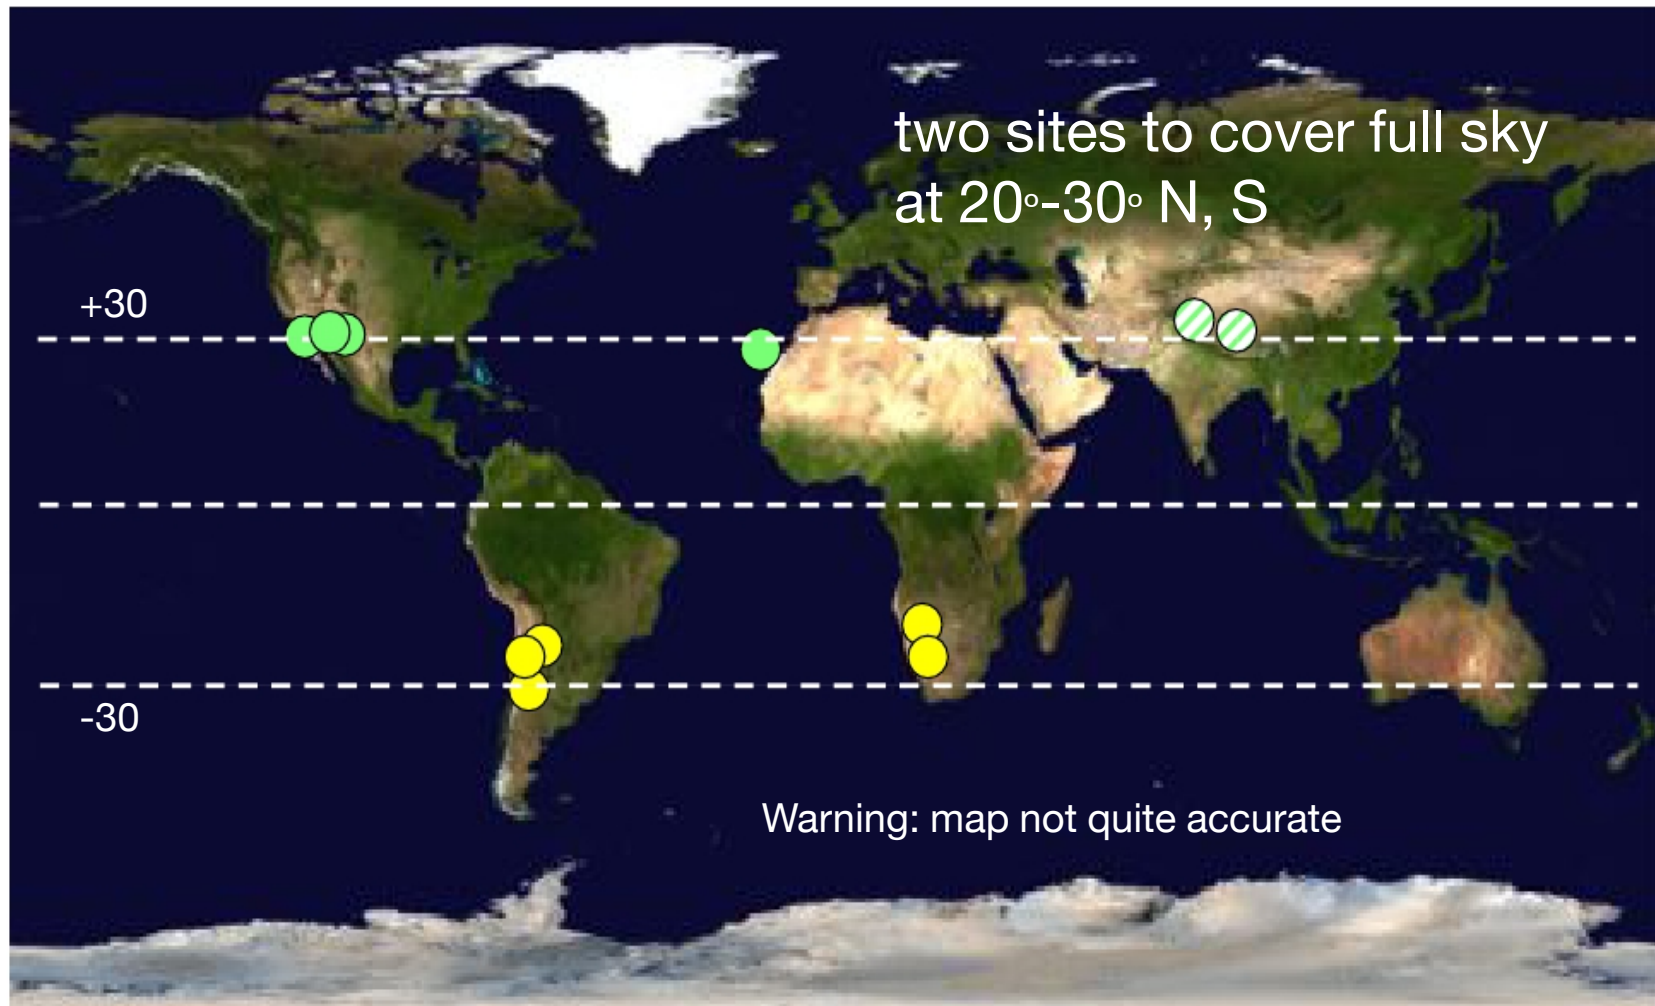 two sites to cover full sky
at 20°-30° N, S
+30
-30
Warning: map not quite accurate